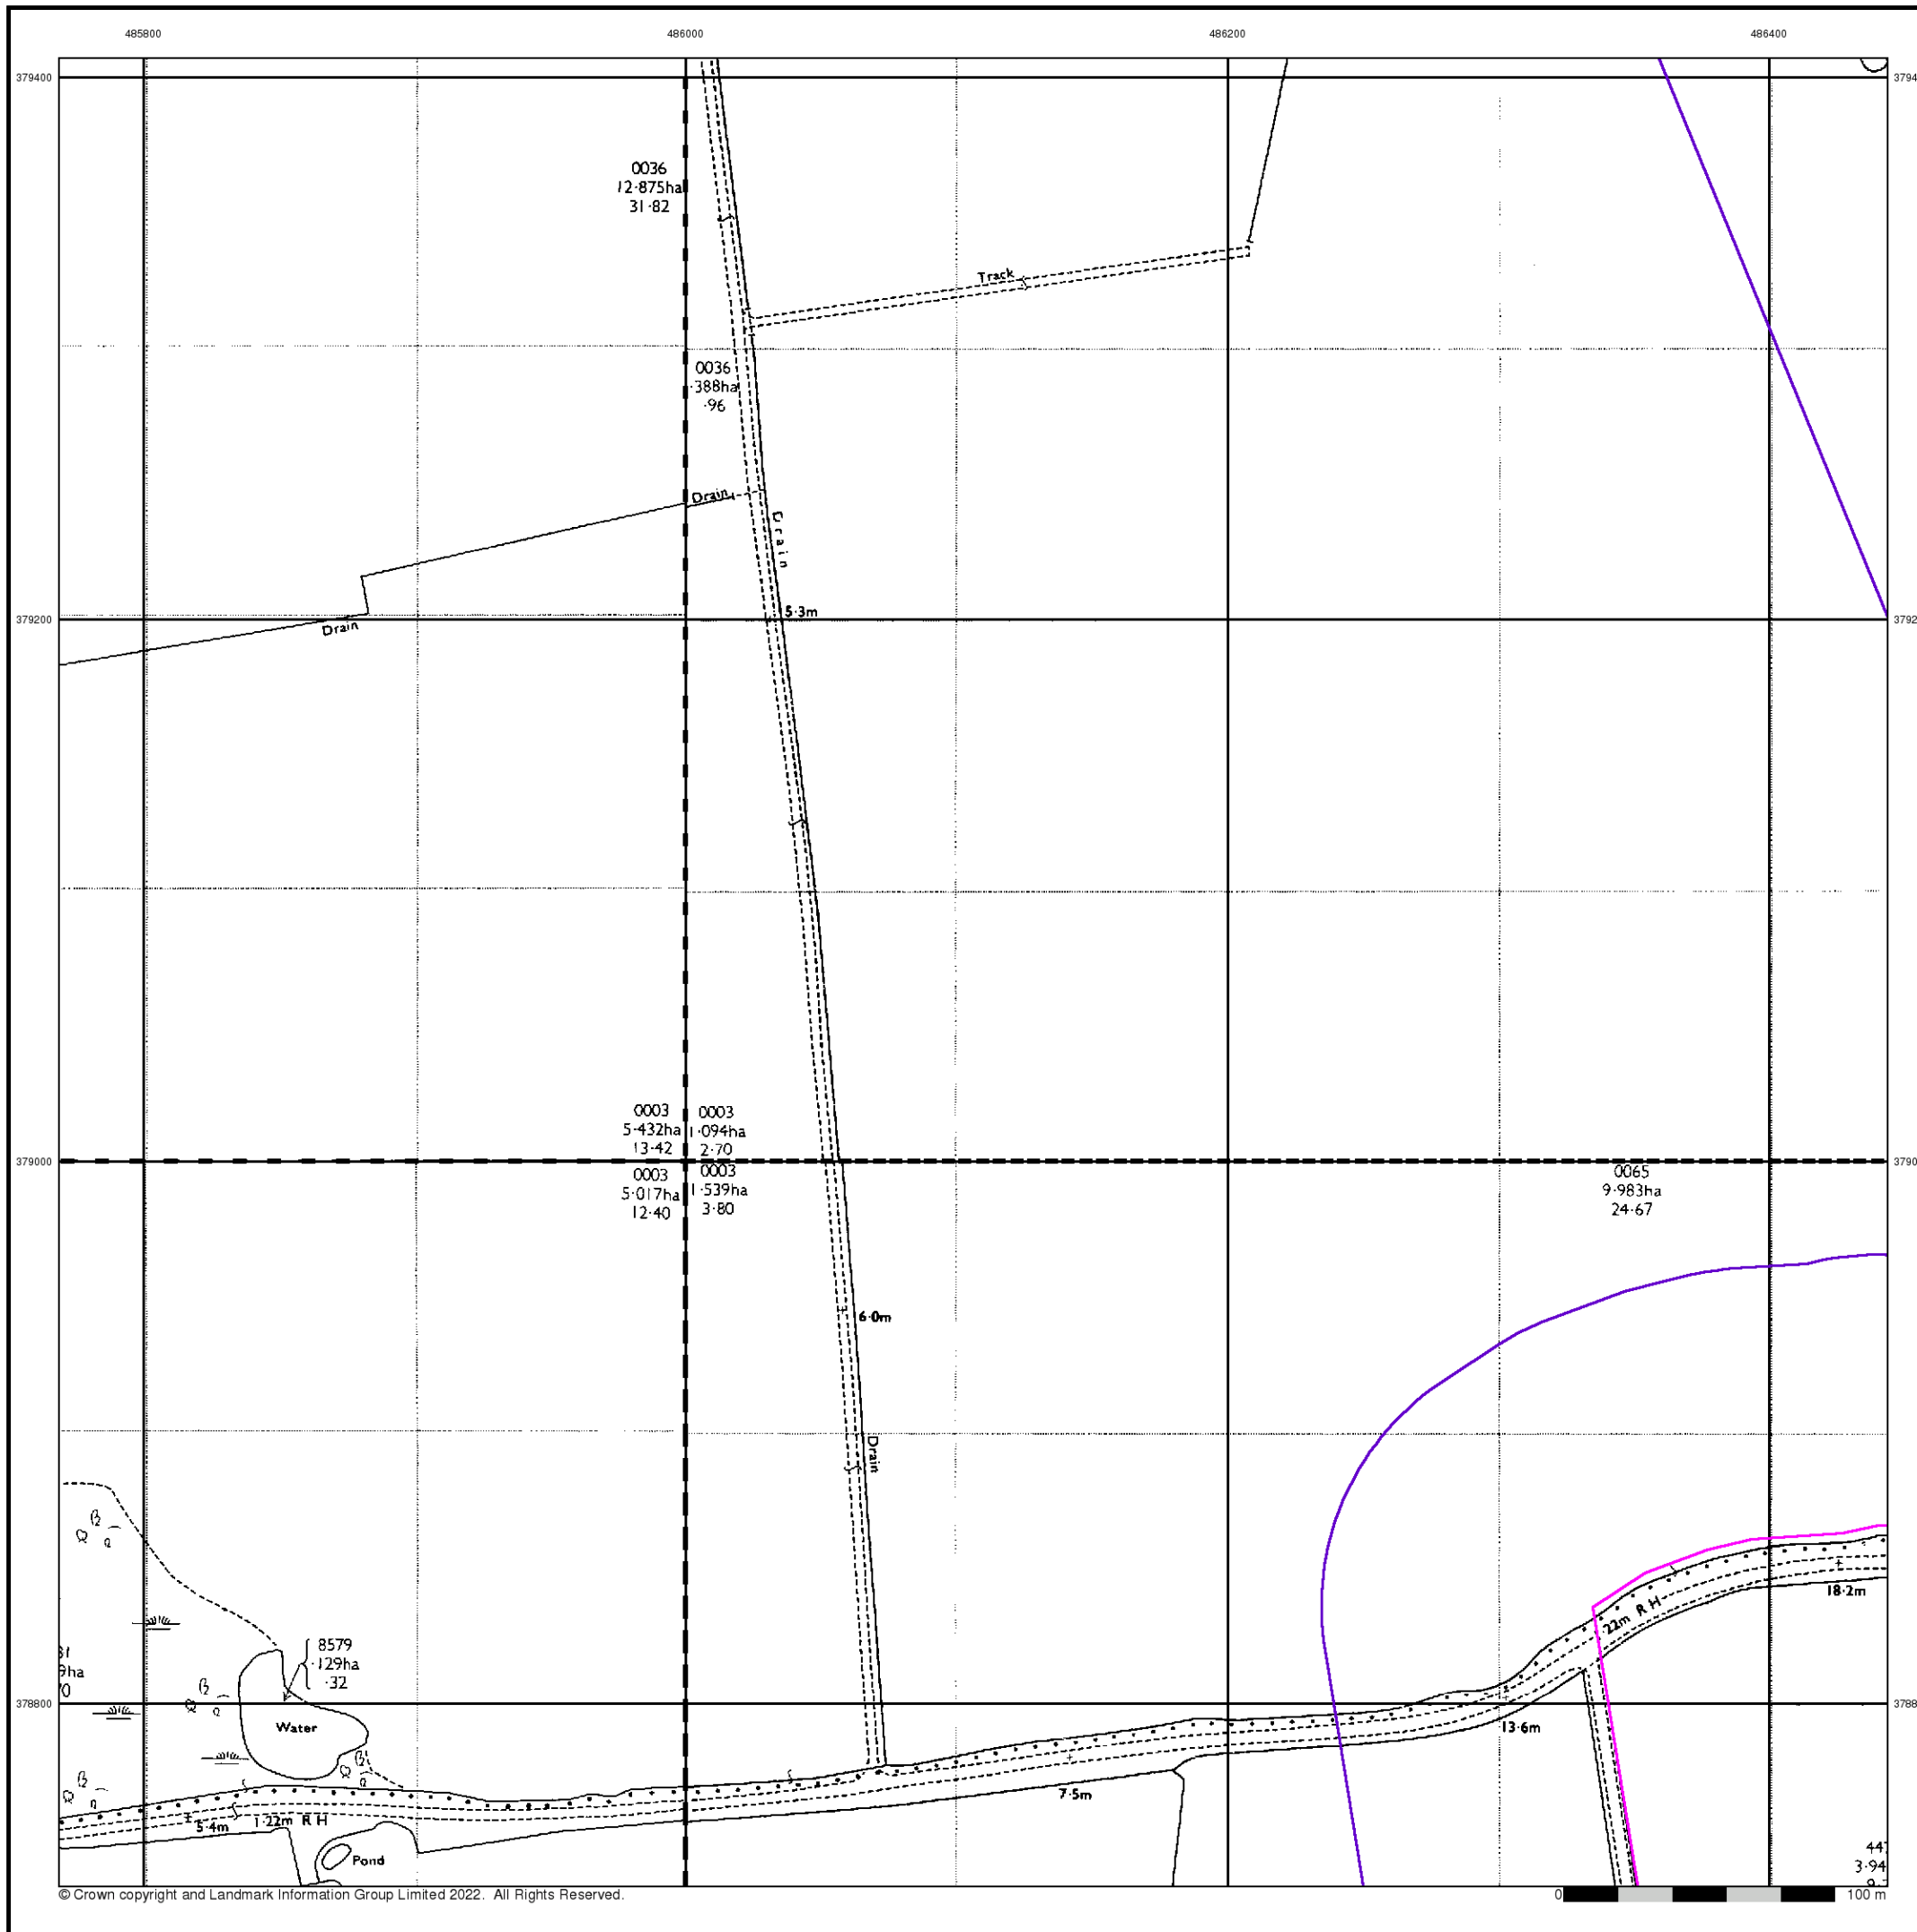 485800
486000
486200
486400
379400
0036
12·875ha
31·82
Track
0036
·388ha
·96
Drain
Drain
Drain
379200
5·3m
0003
5·432ha
13·42
0003
1·094ha
2·70
379000
0003
5·017ha
12·40
0003
1·539ha
3·80
0065
9·983ha
24·67
6·0m
Drain
18·2m
·22m R H
8579
·129ha
·32
378800
Water
13·6m
7·5m
5·4m
1·22m R H
Pond
3·94
© Crown copyright and Landmark Information Group Limited 2022. All Rights Reserved.
0
100 m